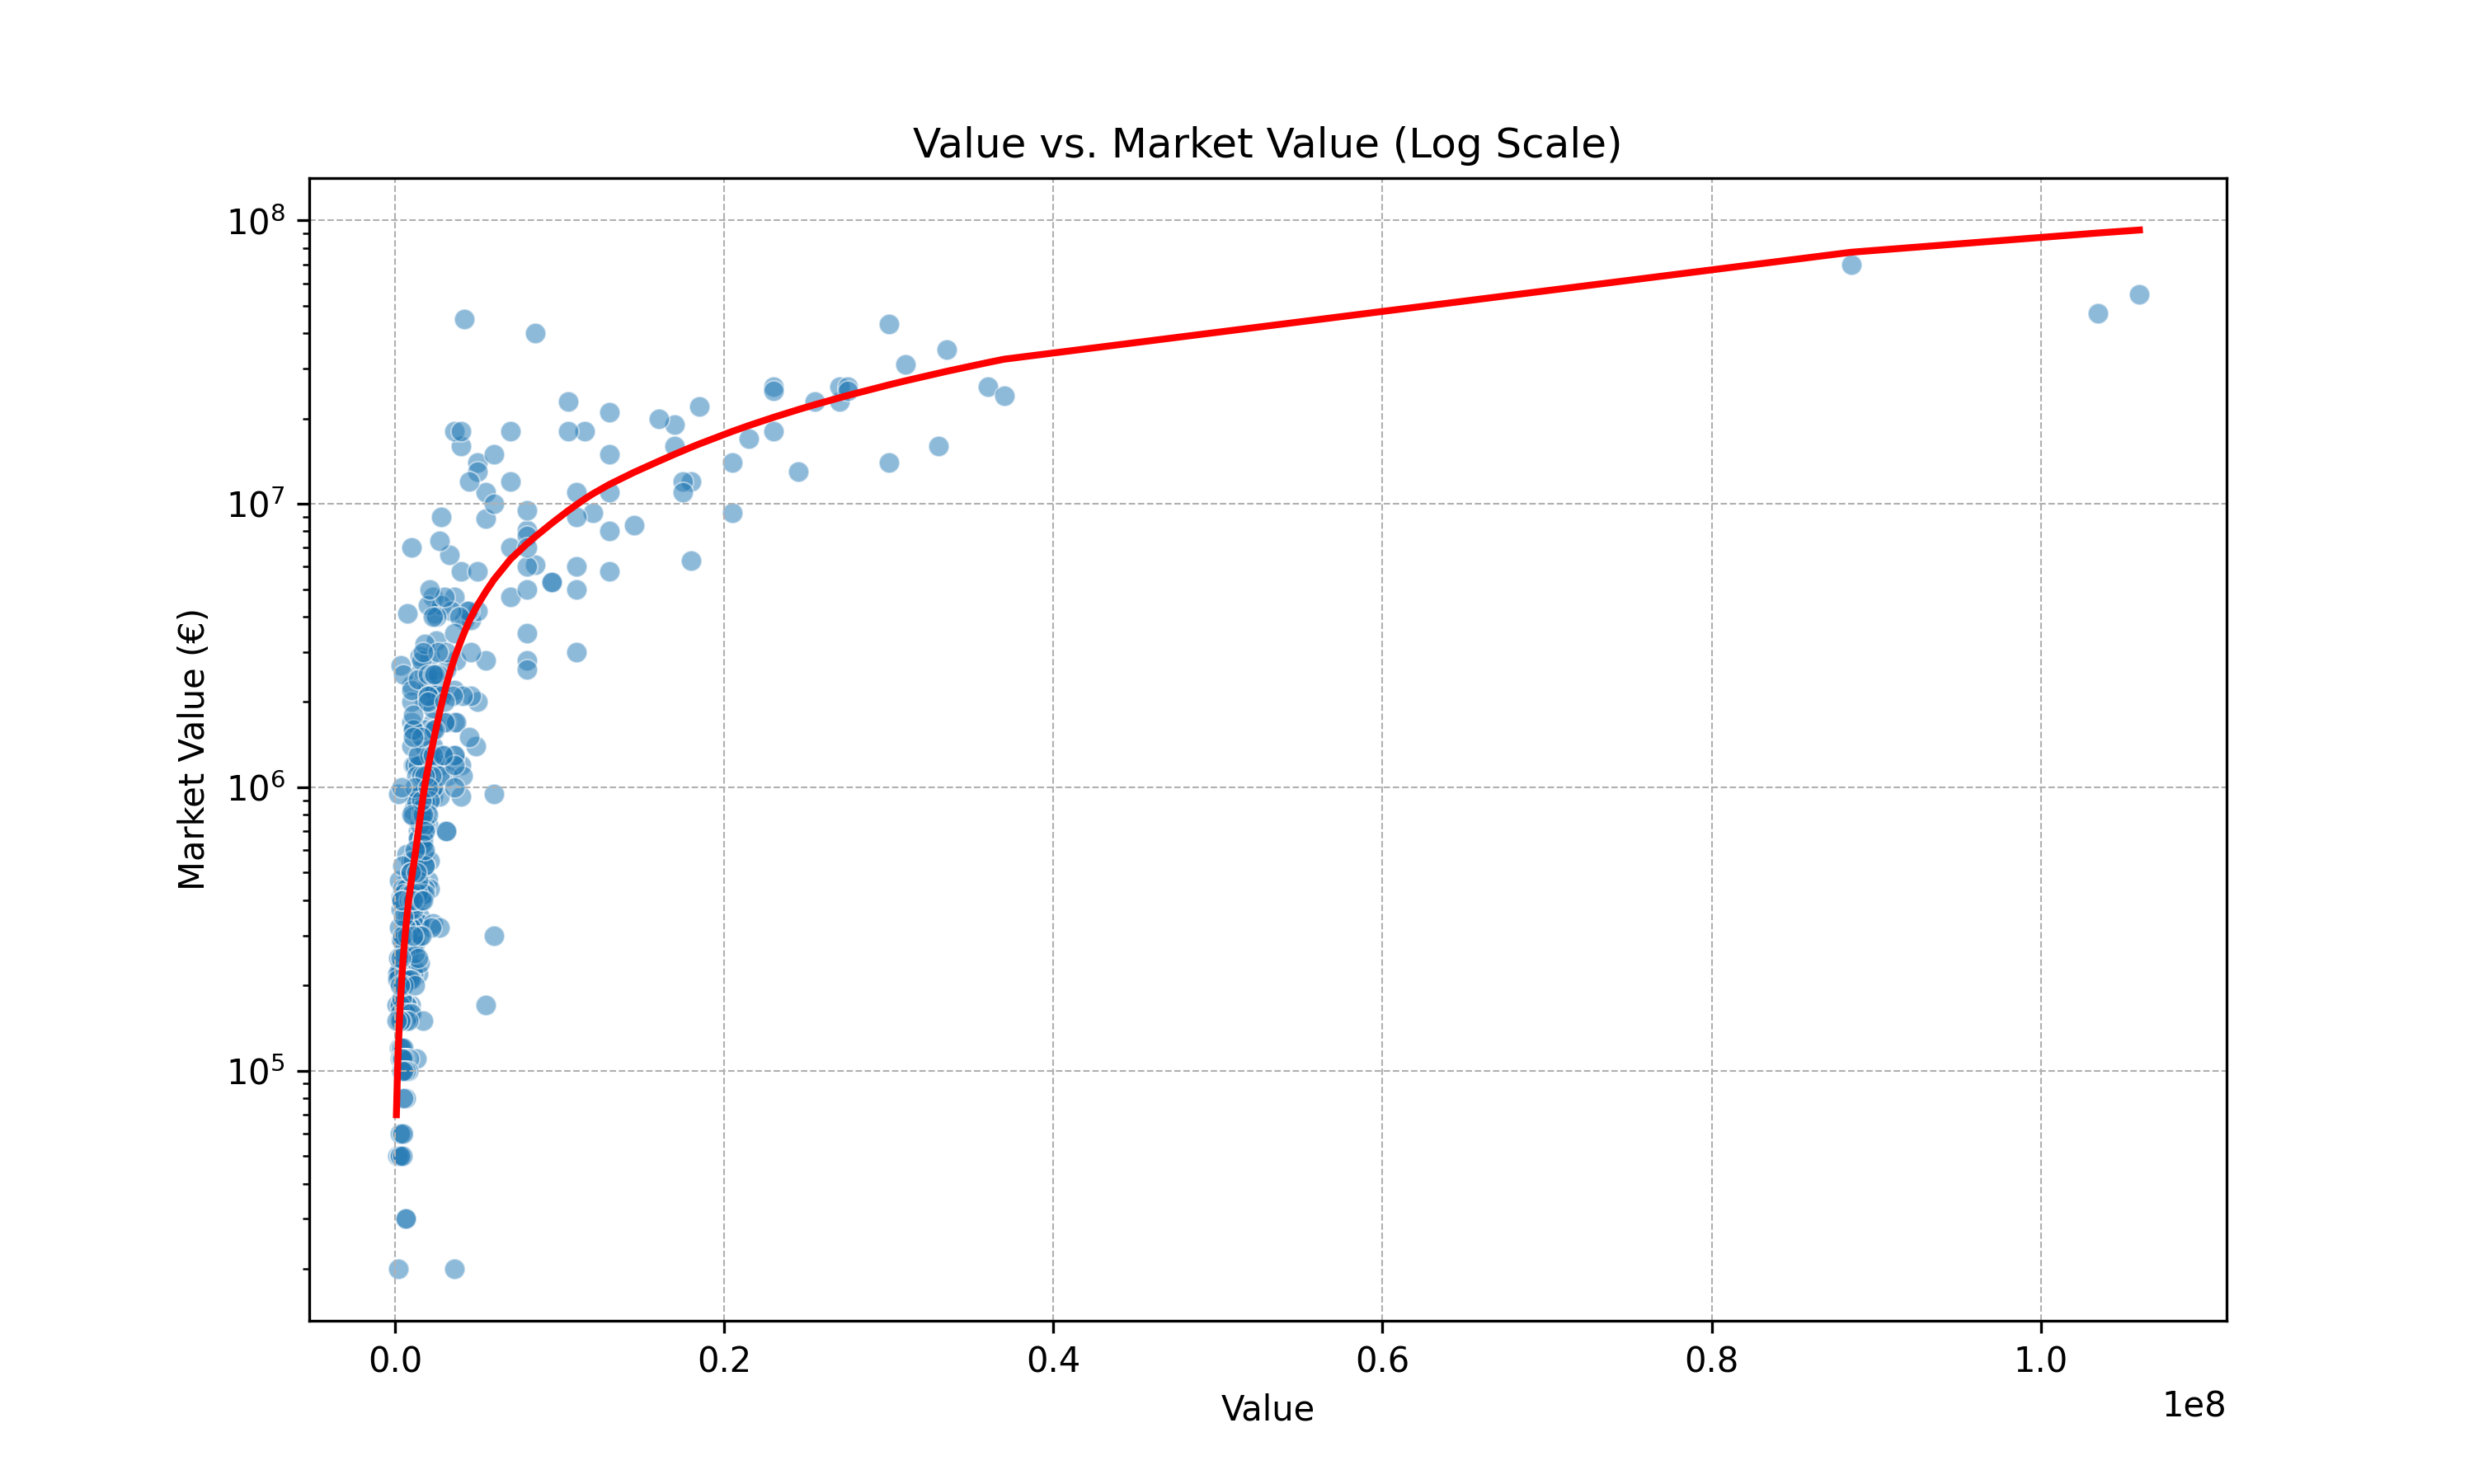 Value vs. Market Value (Log Scale)
Market Value (€)
10⁸
10⁷
10⁶
10⁵
0.0 0.2 0.4 0.6 0.8 1.0
1e8
Value